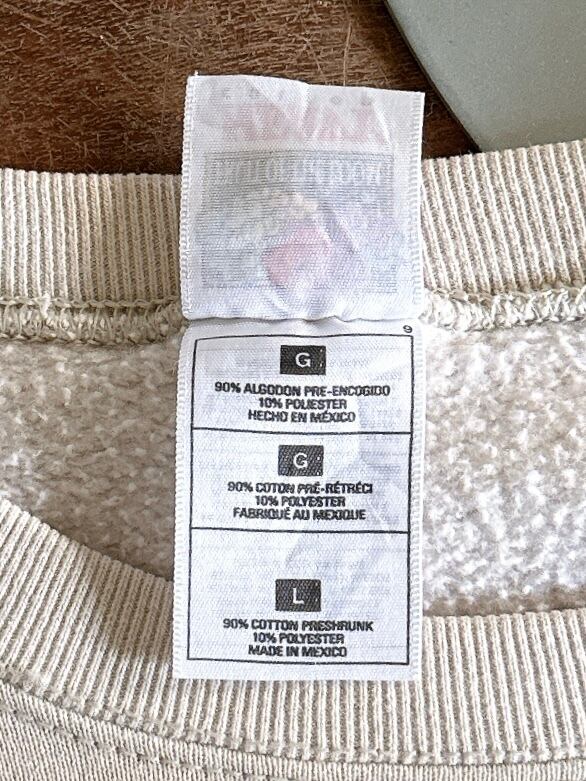 9
G
90% ALGODON PRE-ENCOGIDO
10% POLIESTER
HECHO EN MÉXICO
G
90% COTON PRÉ-RÉTRÉCI
10% POLYESTER
FABRIQUÉ AU MEXIQUE
L
90% COTTON PRESHRUNK
10% POLYESTER
MADE IN MEXICO